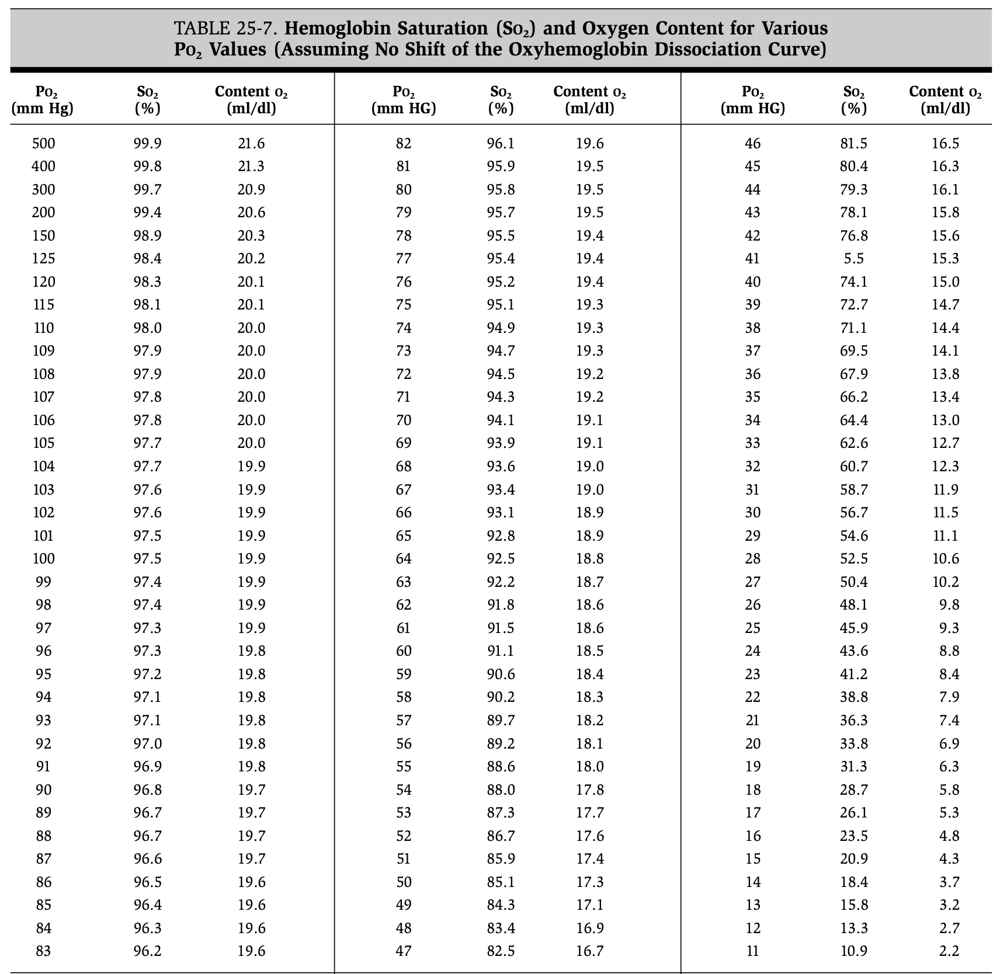 TABLE 25-7. Hemoglobin Saturation (SO₂) and Oxygen Content for Various
PO₂ Values (Assuming No Shift of the Oxyhemoglobin Dissociation Curve)
PO₂ SO₂ Content O₂ PO₂ SO₂ Content O₂ PO₂ SO₂ Content O₂
(mm Hg) (%) (ml/dl) (mm HG) (%) (ml/dl) (mm HG) (%) (ml/dl)
500 99.9 21.6 82 96.1 19.6 46 81.5 16.5
400 99.8 21.3 81 95.9 19.5 45 80.4 16.3
300 99.7 20.9 80 95.8 19.5 44 79.3 16.1
200 99.4 20.6 79 95.7 19.5 43 78.1 15.8
150 98.9 20.3 78 95.5 19.4 42 76.8 15.6
125 98.4 20.2 77 95.4 19.4 41 5.5 15.3
120 98.3 20.1 76 95.2 19.4 40 74.1 15.0
115 98.1 20.1 75 95.1 19.3 39 72.7 14.7
110 98.0 20.0 74 94.9 19.3 38 71.1 14.4
109 97.9 20.0 73 94.7 19.3 37 69.5 14.1
108 97.9 20.0 72 94.5 19.2 36 67.9 13.8
107 97.8 20.0 71 94.3 19.2 35 66.2 13.4
106 97.8 20.0 70 94.1 19.1 34 64.4 13.0
105 97.7 20.0 69 93.9 19.1 33 62.6 12.7
104 97.7 19.9 68 93.6 19.0 32 60.7 12.3
103 97.6 19.9 67 93.4 19.0 31 58.7 11.9
102 97.6 19.9 66 93.1 18.9 30 56.7 11.5
101 97.5 19.9 65 92.8 18.9 29 54.6 11.1
100 97.5 19.9 64 92.5 18.8 28 52.5 10.6
99 97.4 19.9 63 92.2 18.7 27 50.4 10.2
98 97.4 19.9 62 91.8 18.6 26 48.1 9.8
97 97.3 19.9 61 91.5 18.6 25 45.9 9.3
96 97.3 19.8 60 91.1 18.5 24 43.6 8.8
95 97.2 19.8 59 90.6 18.4 23 41.2 8.4
94 97.1 19.8 58 90.2 18.3 22 38.8 7.9
93 97.1 19.8 57 89.7 18.2 21 36.3 7.4
92 97.0 19.8 56 89.2 18.1 20 33.8 6.9
91 96.9 19.8 55 88.6 18.0 19 31.3 6.3
90 96.8 19.7 54 88.0 17.8 18 28.7 5.8
89 96.7 19.7 53 87.3 17.7 17 26.1 5.3
88 96.7 19.7 52 86.7 17.6 16 23.5 4.8
87 96.6 19.7 51 85.9 17.4 15 20.9 4.3
86 96.5 19.6 50 85.1 17.3 14 18.4 3.7
85 96.4 19.6 49 84.3 17.1 13 15.8 3.2
84 96.3 19.6 48 83.4 16.9 12 13.3 2.7
83 96.2 19.6 47 82.5 16.7 11 10.9 2.2